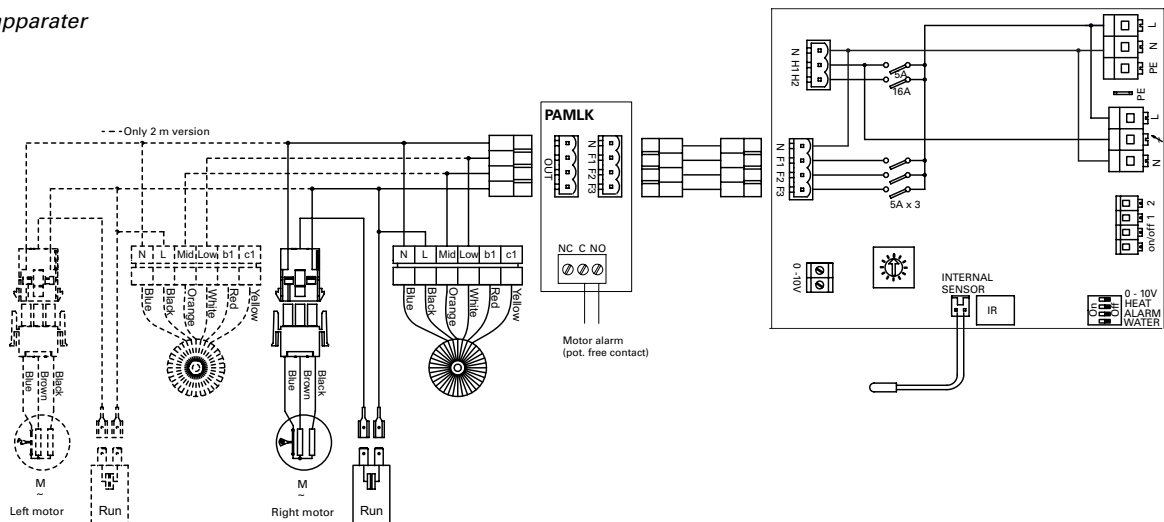 apparater
Only 2 m version
N L Mid Low b1 c1
Blue
Black
Orange
White
Red
Yellow
Blue
Brown
Black
M
~
Left motor
Run
N L Mid Low b1 c1
Blue
Black
Orange
White
Red
Yellow
Blue
Brown
Black
M
~
Right motor
Run
PAMLK
OUT
N F1 F2 F3
NC C NO
Motor alarm
(pot. free contact)
N H1 H2
5A
16A
N F1 F2 F3
5A x 3
L
N
PE
PE
L
N
on/off 1 2
0 -10V
INTERNAL
SENSOR
IR
On
Off
0 - 10V
HEAT
ALARM
WATER